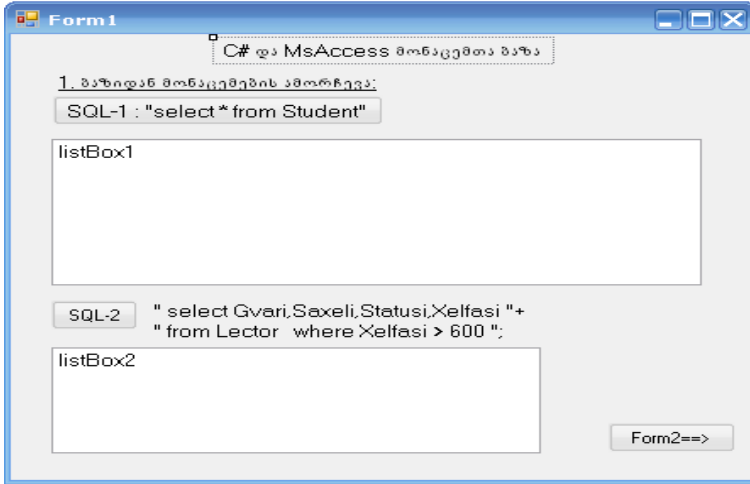 Form1
C# და MsAccess მონაცემთა ბაზა
1. ბაზიდან მონაცემების ამორჩევა:
SQL-1 : "select * from Student"
listBox1
SQL-2
" select Gvari,Saxeli,Statusi,Xelfasi "+
" from Lector where Xelfasi > 600 ";
listBox2
Form2==>